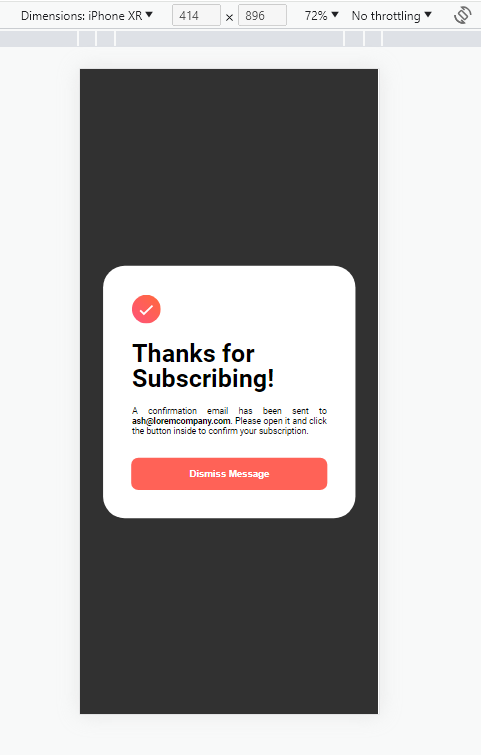 Dimensions: iPhone XR 414 × 896 72% No throttling
Thanks for
Subscribing!
A confirmation email has been sent to
ash@loremcompany.com. Please open it and click
the button inside to confirm your subscription.
Dismiss Message